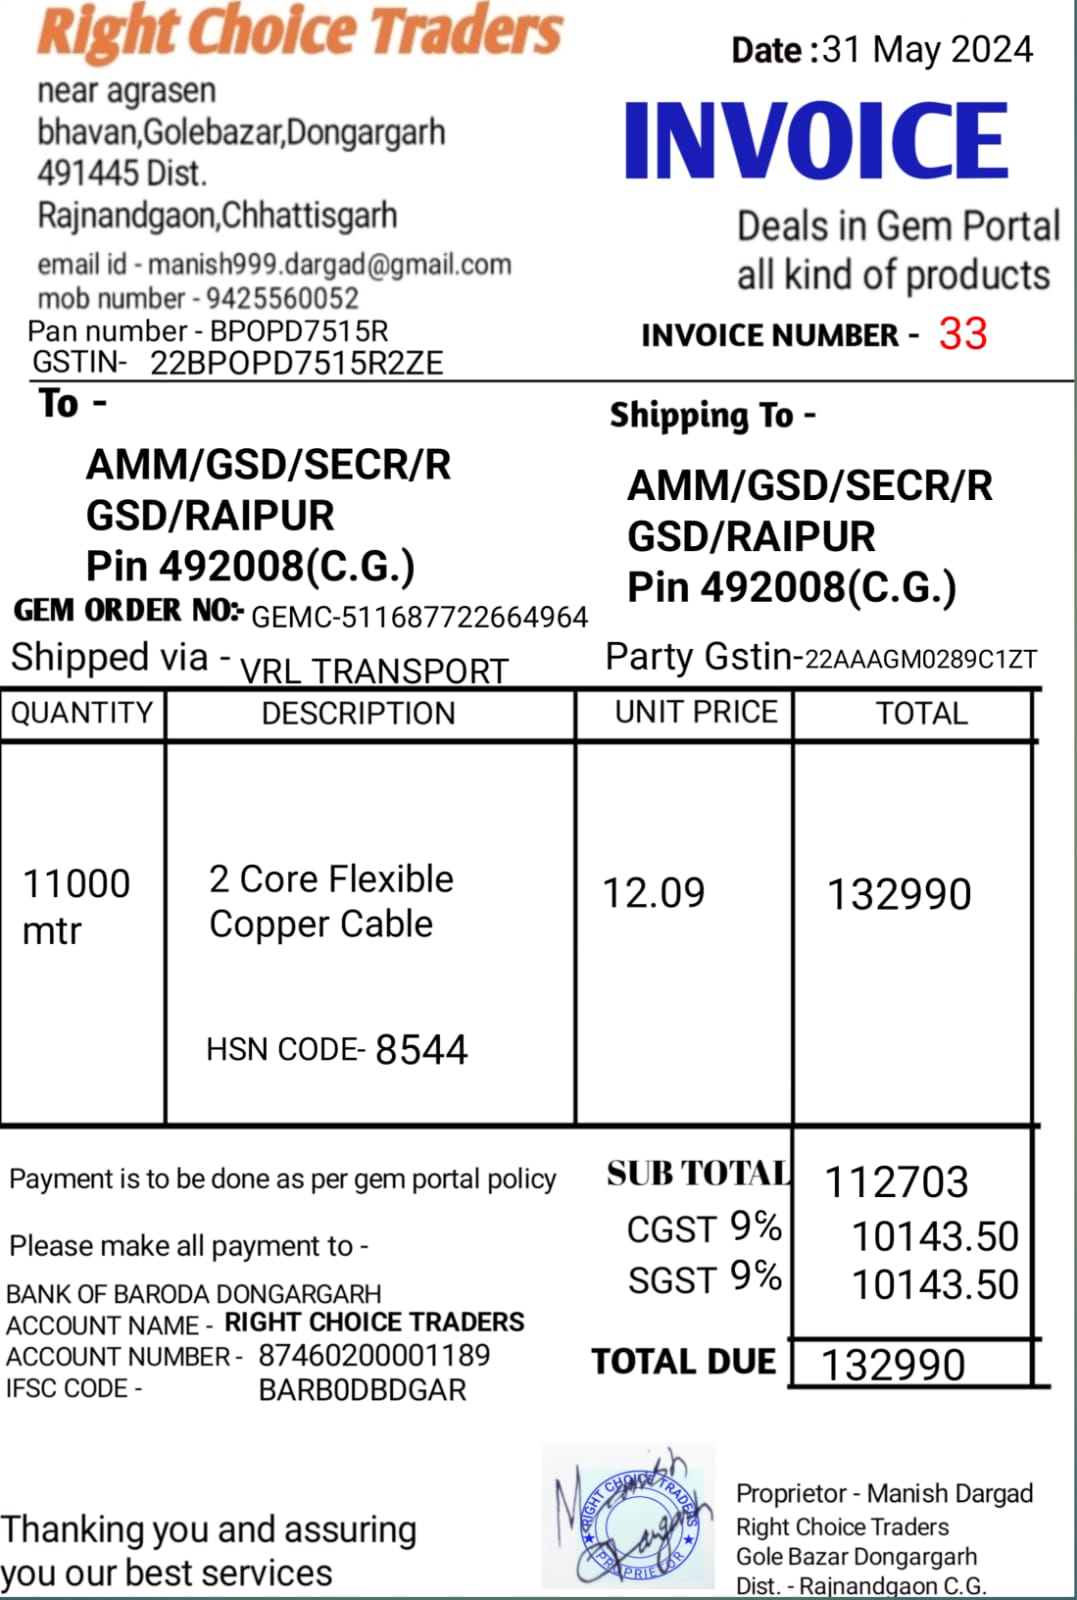 Right Choice Traders
Date :31 May 2024
near agrasen
bhavan,Golebazar,Dongargarh
491445 Dist.
Rajnandgaon,Chhattisgarh
INVOICE
Deals in Gem Portal
all kind of products
email id - manish999.dargad@gmail.com
mob number - 9425560052
Pan number - BPOPD7515R
GSTIN- 22BPOPD7515R2ZE
INVOICE NUMBER - 33
To -
AMM/GSD/SECR/R
GSD/RAIPUR
Pin 492008(C.G.)
Shipping To -
AMM/GSD/SECR/R
GSD/RAIPUR
Pin 492008(C.G.)
GEM ORDER NO:- GEMC-511687722664964
Shipped via - VRL TRANSPORT
Party Gstin-22AAAGM0289C1ZT
QUANTITY DESCRIPTION UNIT PRICE TOTAL
11000
mtr
2 Core Flexible
Copper Cable
12.09
132990
HSN CODE- 8544
Payment is to be done as per gem portal policy
Please make all payment to -
BANK OF BARODA DONGARGARH
ACCOUNT NAME - RIGHT CHOICE TRADERS
ACCOUNT NUMBER - 87460200001189
IFSC CODE - BARB0DBDGAR
SUB TOTAL 112703
CGST 9% 10143.50
SGST 9% 10143.50
TOTAL DUE 132990
Thanking you and assuring
you our best services
Manish
Dargad
RIGHT CHOICE TRADERS
★ PROPRIETOR ★
Proprietor - Manish Dargad
Right Choice Traders
Gole Bazar Dongargarh
Dist. - Rajnandgaon C.G.